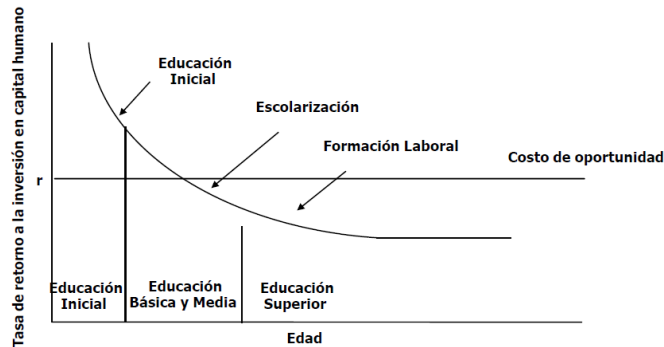 Tasa de retorno a la inversión en capital humano
Educación
Inicial
Escolarización
Formación Laboral
Costo de oportunidad
r
Educación
Inicial
Educación
Básica y Media
Educación
Superior
Edad